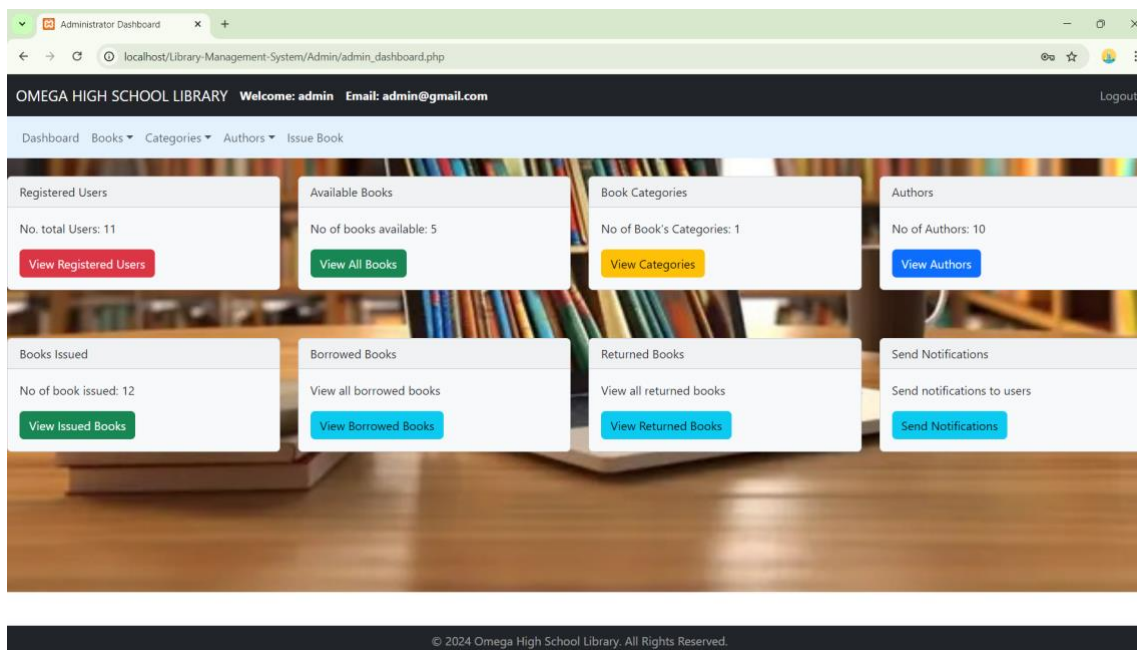 Administrator Dashboard
localhost/Library-Management-System/Admin/admin_dashboard.php
OMEGA HIGH SCHOOL LIBRARY Welcome: admin Email: admin@gmail.com Logout
Dashboard Books Categories Authors Issue Book
Registered Users Available Books Book Categories Authors
No. total Users: 11 No of books available: 5 No of Book's Categories: 1 No of Authors: 10
View Registered Users View All Books View Categories View Authors
Books Issued Borrowed Books Returned Books Send Notifications
No of book issued: 12 View all borrowed books View all returned books Send notifications to users
View Issued Books View Borrowed Books View Returned Books Send Notifications
© 2024 Omega High School Library. All Rights Reserved.